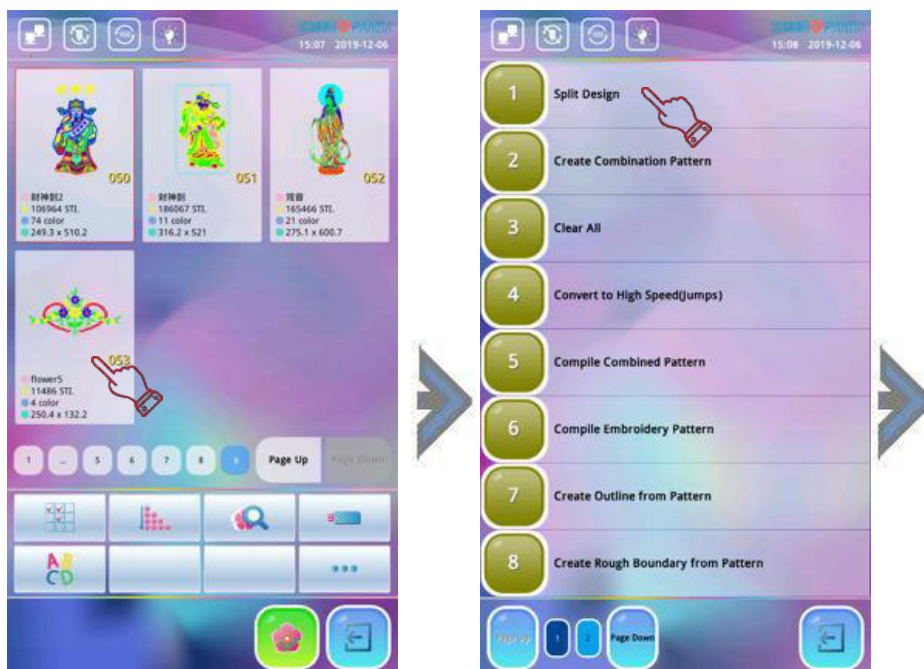 15:07 2019-12-06
050
051
052
財神到2
106964 STI.
74 color
249.3 x 510.2
財神到
186067 STI.
11 color
316.2 x 521
观音
165466 STI.
21 color
275.1 x 600.7
053
flower5
11486 STI.
4 color
250.4 x 132.2
1 ... 5 6 7 8 9 Page Up Page Down
AB
CD
15:08 2019-12-06
1 Split Design
2 Create Combination Pattern
3 Clear All
4 Convert to High Speed(Jumps)
5 Compile Combined Pattern
6 Compile Embroidery Pattern
7 Create Outline from Pattern
8 Create Rough Boundary from Pattern
Page Up 1 2 Page Down